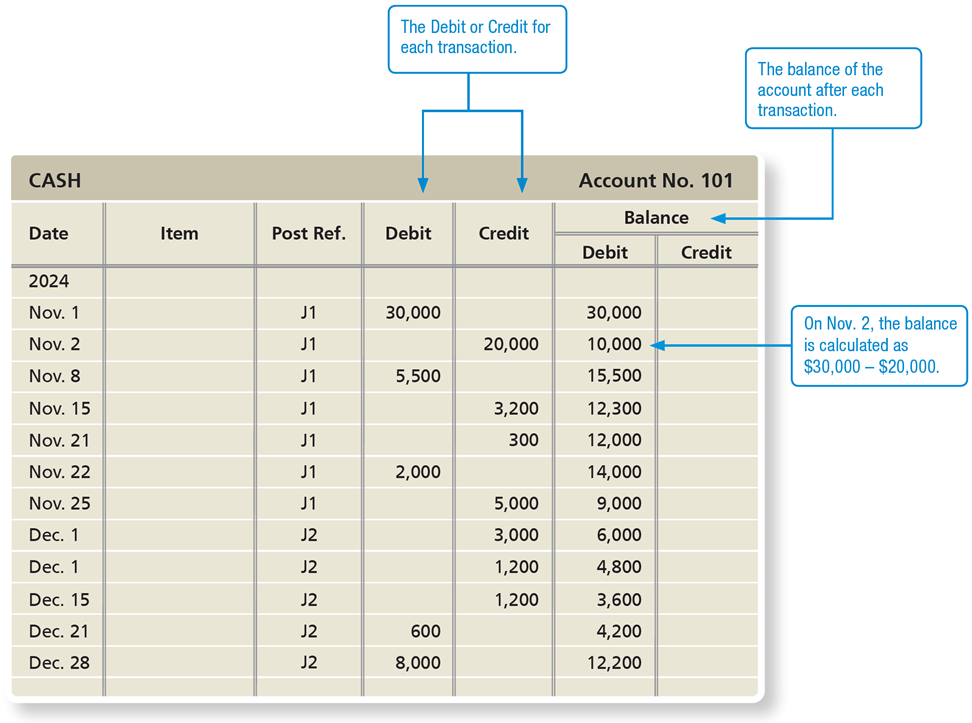 The Debit or Credit for
each transaction.
The balance of the
account after each
transaction.
CASH Account No. 101
Date Item Post Ref. Debit Credit Balance
Debit Credit
2024
Nov. 1 J1 30,000 30,000
Nov. 2 J1 20,000 10,000
Nov. 8 J1 5,500 15,500
Nov. 15 J1 3,200 12,300
Nov. 21 J1 300 12,000
Nov. 22 J1 2,000 14,000
Nov. 25 J1 5,000 9,000
Dec. 1 J2 3,000 6,000
Dec. 1 J2 1,200 4,800
Dec. 15 J2 1,200 3,600
Dec. 21 J2 600 4,200
Dec. 28 J2 8,000 12,200
On Nov. 2, the balance
is calculated as
$30,000 – $20,000.